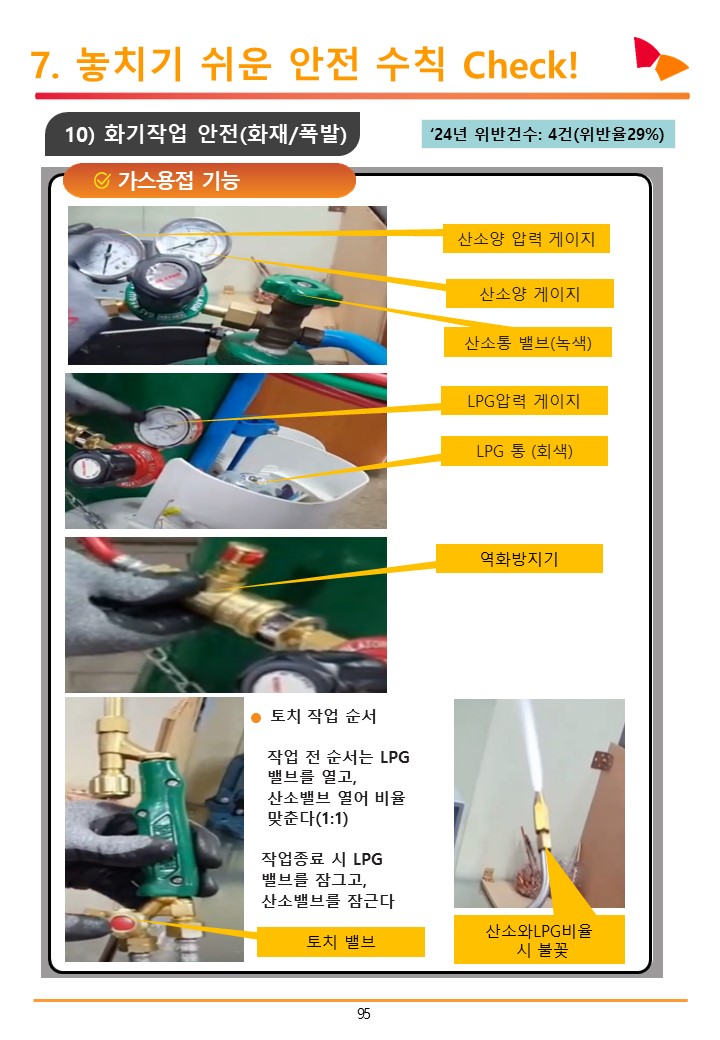 7. 놓치기 쉬운 안전 수칙 Check!
10) 화기작업 안전(화재/폭발)
‘24년 위반건수: 4건(위반율29%)
가스용접 기능
산소양 압력 게이지
산소양 게이지
산소통 밸브(녹색)
LPG압력 게이지
LPG 통 (회색)
역화방지기
토치 작업 순서
작업 전 순서는 LPG
밸브를 열고,
산소밸브 열어 비율
맞춘다(1:1)
작업종료 시 LPG
밸브를 잠그고,
산소밸브를 잠근다
토치 밸브
산소와LPG비율
시 불꽃
95